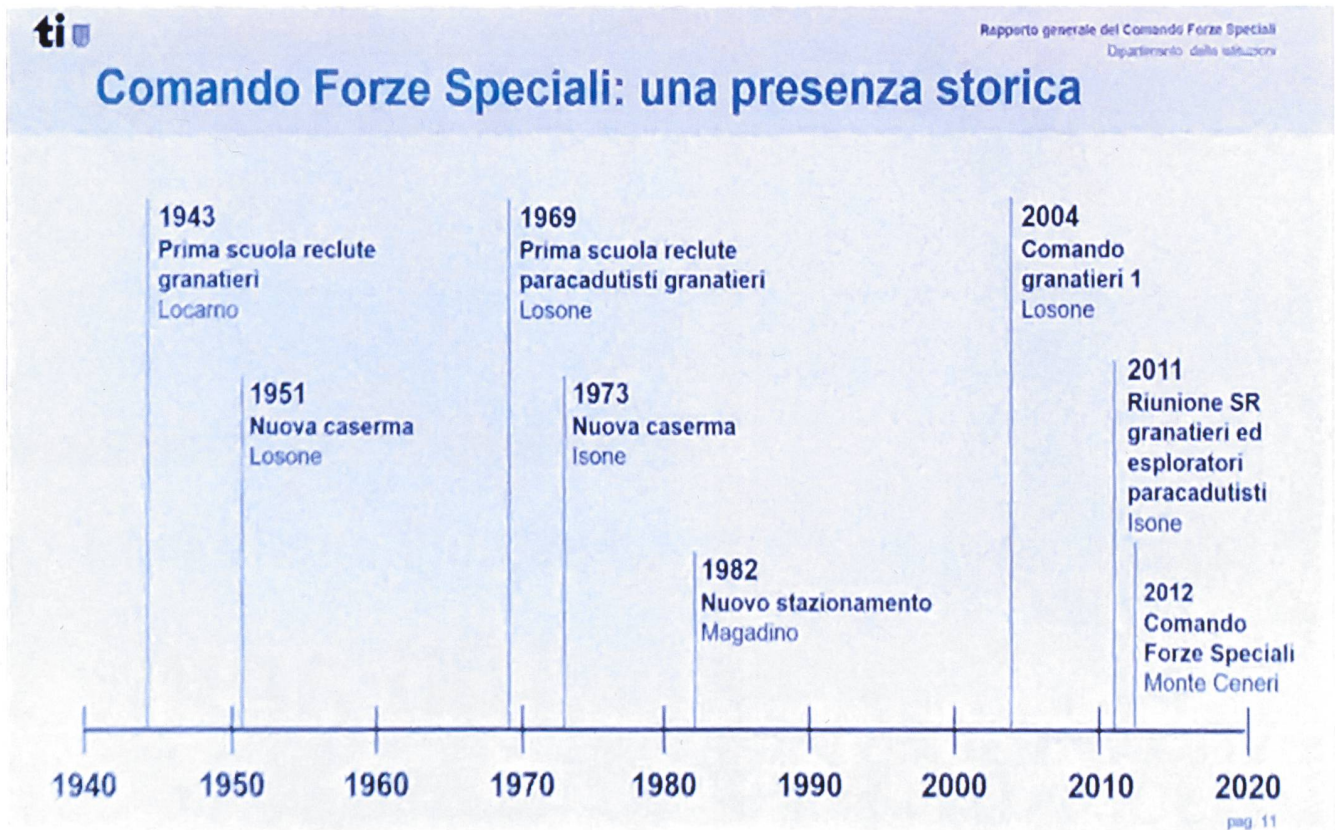 ti
Rapporto generale del Comando Forze Speciali
Dipartimento delle istituzioni
Comando Forze Speciali: una presenza storica
1943
Prima scuola reclute
granatieri
Locarno
1969
Prima scuola reclute
paracadutisti granatieri
Losone
2004
Comando
granatieri 1
Losone
1951
Nuova caserma
Losone
1973
Nuova caserma
Isone
2011
Riunione SR
granatieri ed
esploratori
paracadutisti
Isone
1982
Nuovo stazionamento
Magadino
2012
Comando
Forze Speciali
Monte Ceneri
1940 1950 1960 1970 1980 1990 2000 2010 2020
pag. 11